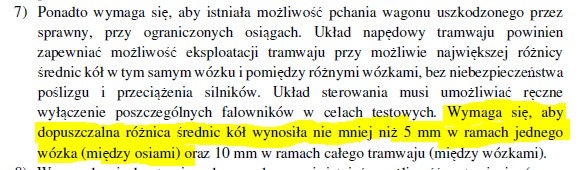 7) Ponadto wymaga się, aby istniała możliwość pchania wagonu uszkodzonego przez
sprawny, przy ograniczonych osiągach. Układ napędowy tramwaju powinien
zapewniać możliwość eksploatacji tramwaju przy możliwie największej różnicy
średnic kół w tym samym wózku i pomiędzy różnymi wózkami, bez niebezpieczeństwa
poślizgu i przeciążenia silników. Układ sterowania musi umożliwiać ręczne
wyłączenie poszczególnych falowników w celach testowych. Wymaga się, aby
dopuszczalna różnica średnic kół wynosiła nie mniej niż 5 mm w ramach jednego
wózka (między osiami) oraz 10 mm w ramach całego tramwaju (między wózkami).